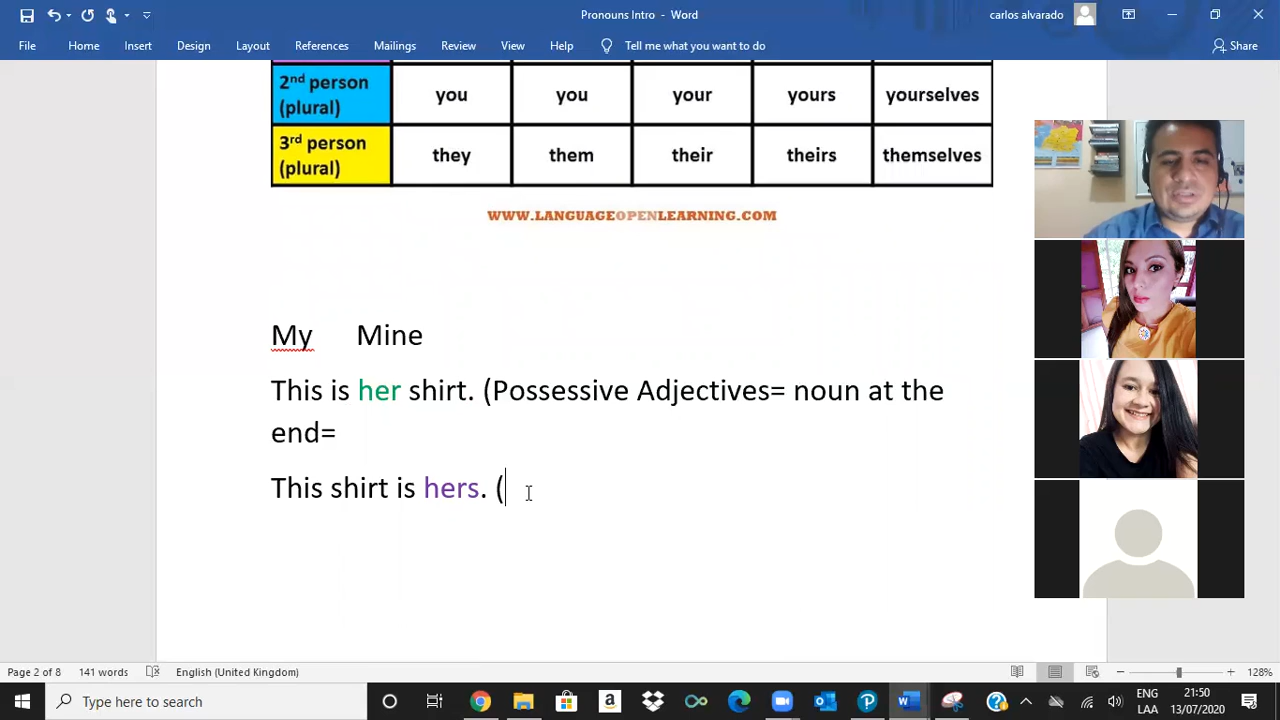 Pronouns Intro - Word
carlos alvarado
File Home Insert Design Layout References Mailings Review View Help Tell me what you want to do Share
2nd person (plural) you you your yours yourselves
3rd person (plural) they them their theirs themselves
WWW.LANGUAGEOPENLEARNING.COM
My Mine
This is her shirt. (Possessive Adjectives= noun at the
end=
This shirt is hers. (
Page 2 of 8 141 words English (United Kingdom) 128%
Type here to search
ENG 21:50
LAA 13/07/2020